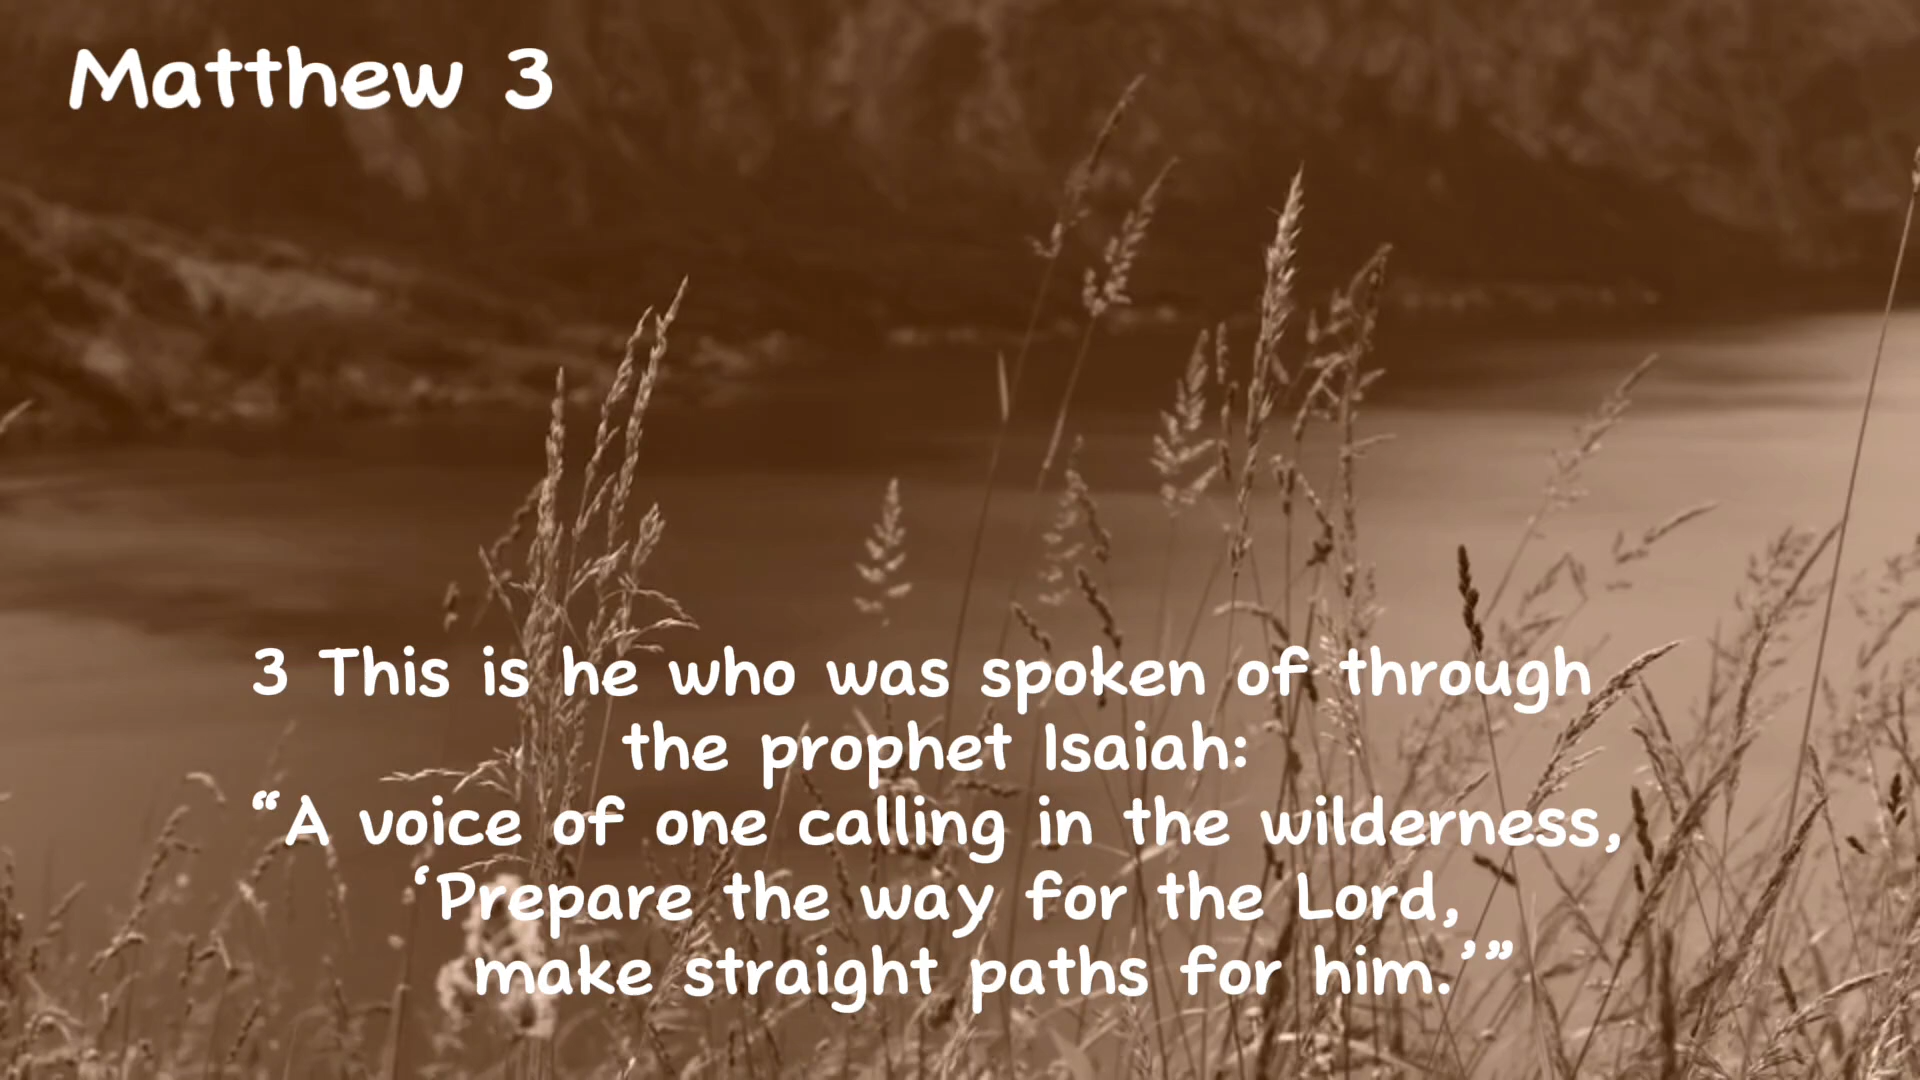 Matthew 3
3 This is he who was spoken of through
the prophet Isaiah:
“A voice of one calling in the wilderness,
‘Prepare the way for the Lord,
make straight paths for him.’”